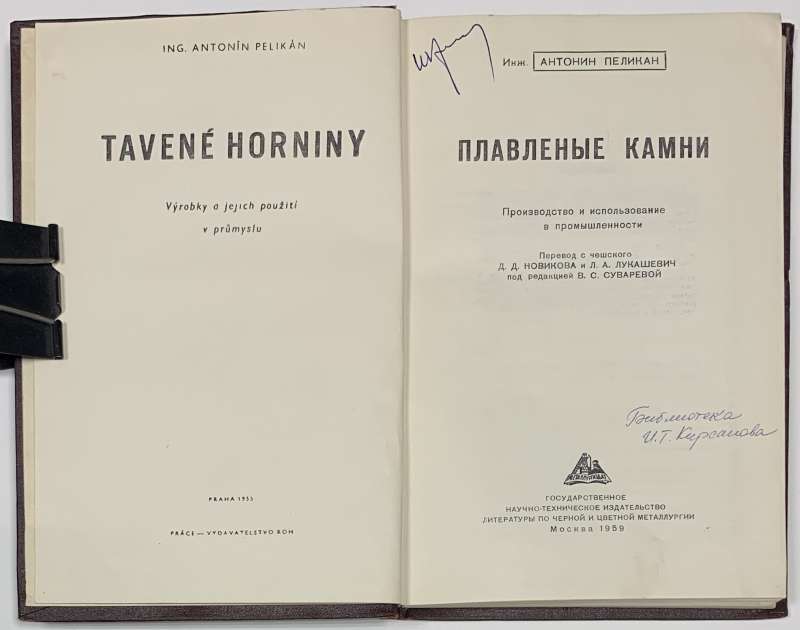 ING. ANTONÍN PELIKÁN
TAVENÉ HORNINY
Výrobky a jejich použití
v průmyslu
PRAHA 1955
PRÁCE — VYDAVATELSTVO ROH
Инж. АНТОНИН ПЕЛИКАН
ПЛАВЛЕНЫЕ КАМНИ
Производство и использование
в промышленности
Перевод с чешского
Д. Д. НОВИКОВА и Л. А. ЛУКАШЕВИЧ
под редакцией В. С. СУВАРЕВОЙ
Библиотека
И.Т. Кирсанова
МЕТАЛЛУРГИЗДАТ
ГОСУДАРСТВЕННОЕ
НАУЧНО-ТЕХНИЧЕСКОЕ ИЗДАТЕЛЬСТВО
ЛИТЕРАТУРЫ ПО ЧЕРНОЙ И ЦВЕТНОЙ МЕТАЛЛУРГИИ
Москва 1959